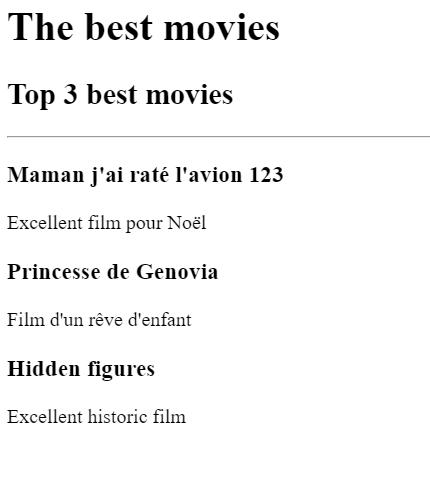 The best movies
Top 3 best movies
Maman j'ai raté l'avion 123
Excellent film pour Noël
Princesse de Genovia
Film d'un rêve d'enfant
Hidden figures
Excellent historic film